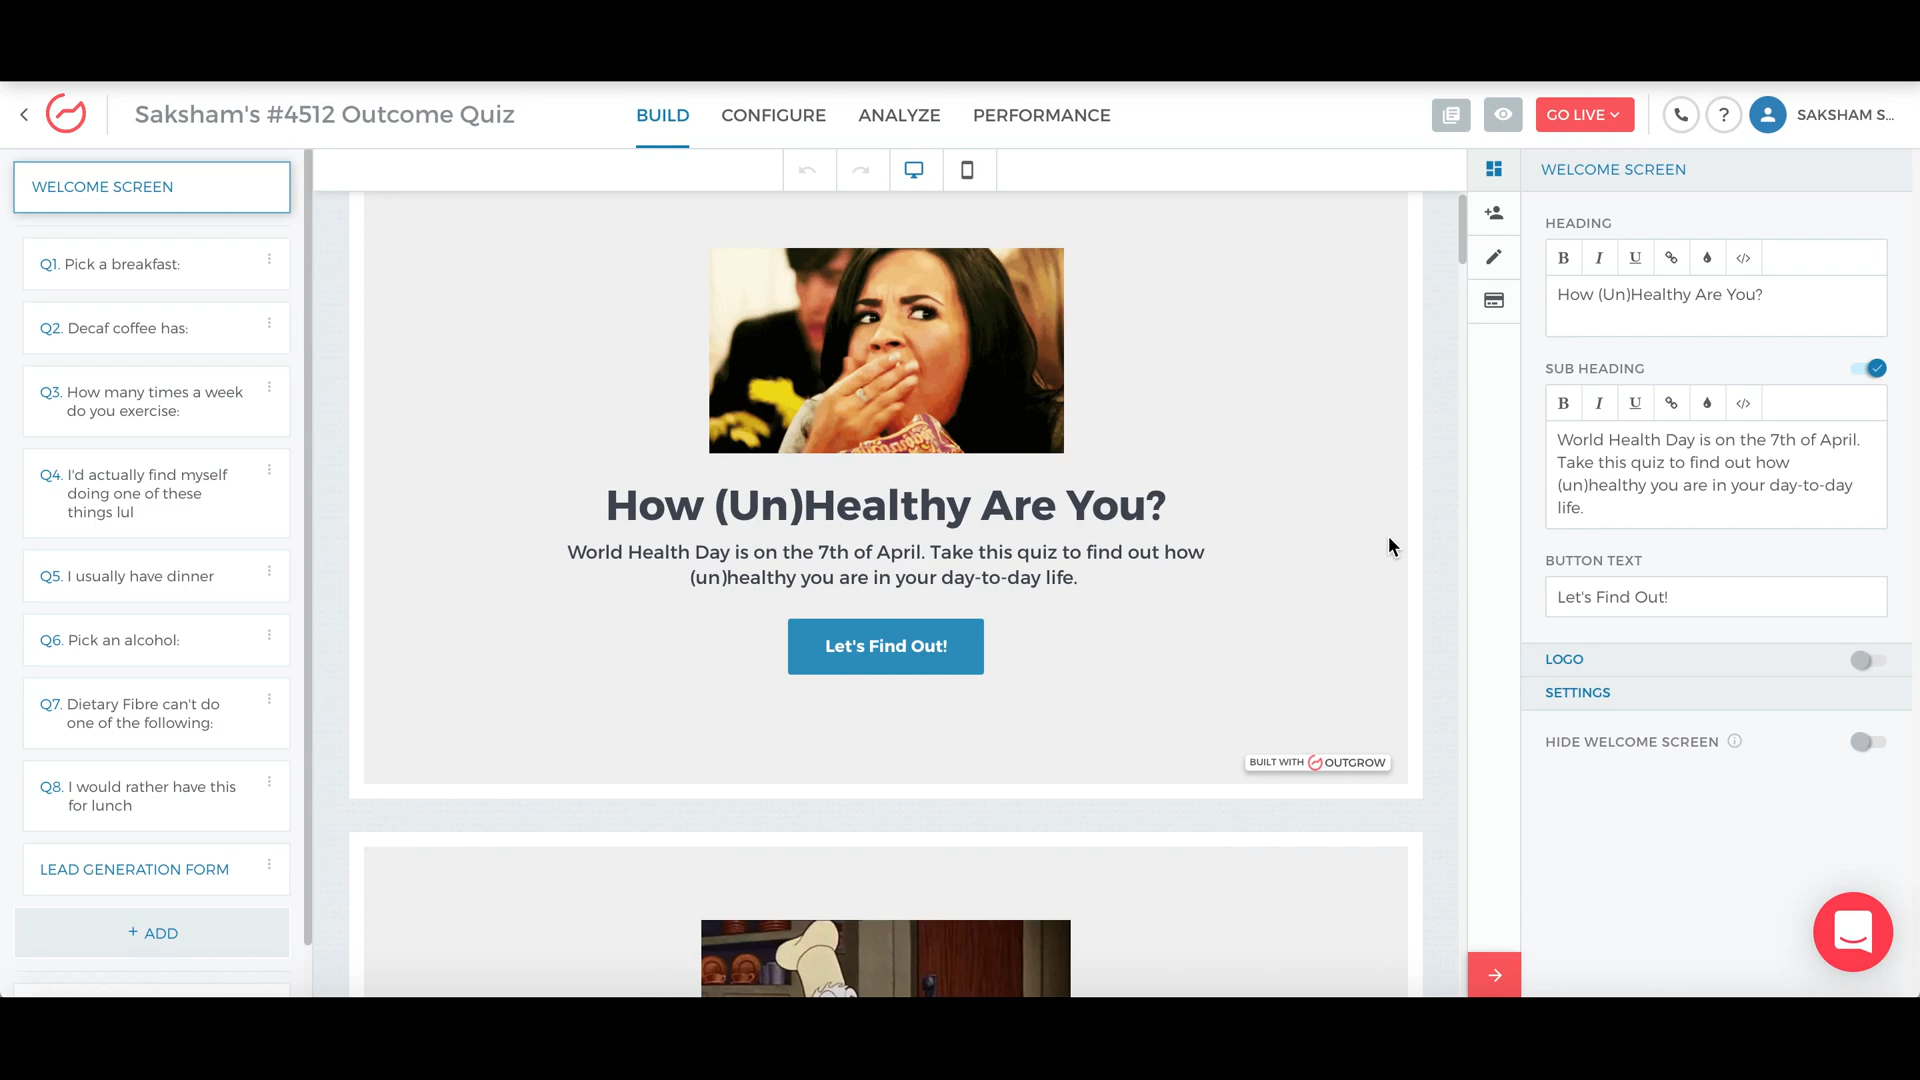 Saksham's #4512 Outcome Quiz
BUILD
CONFIGURE
ANALYZE
PERFORMANCE
GO LIVE
?
SAKSHAM S...
WELCOME SCREEN
Q1. Pick a breakfast:
Q2. Decaf coffee has:
Q3. How many times a week
do you exercise:
Q4. I'd actually find myself
doing one of these
things lul
Q5. I usually have dinner
Q6. Pick an alcohol:
Q7. Dietary Fibre can't do
one of the following:
Q8. I would rather have this
for lunch
LEAD GENERATION FORM
+ ADD
How (Un)Healthy Are You?
World Health Day is on the 7th of April. Take this quiz to find out how
(un)healthy you are in your day-to-day life.
Let's Find Out!
BUILT WITH OUTGROW
WELCOME SCREEN
HEADING
B I U </>
How (Un)Healthy Are You?
SUB HEADING
B I U </>
World Health Day is on the 7th of April.
Take this quiz to find out how
(un)healthy you are in your day-to-day
life.
BUTTON TEXT
Let's Find Out!
LOGO
SETTINGS
HIDE WELCOME SCREEN